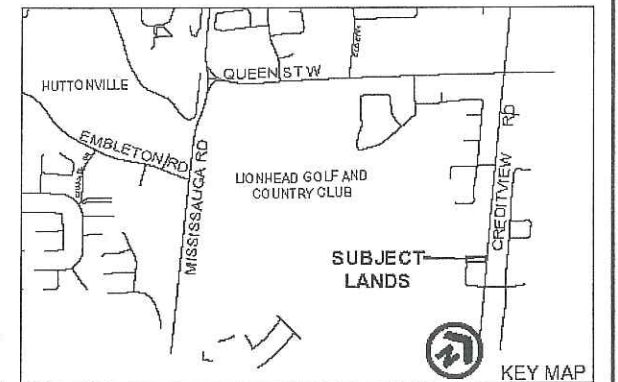 QUEEN ST W
HUTTONVILLE
EMBLETON RD
MISSISSAUGA RD
LIONHEAD GOLF AND
COUNTRY CLUB
CREDITVIEW RD
SUBJECT
LANDS
N
KEY MAP